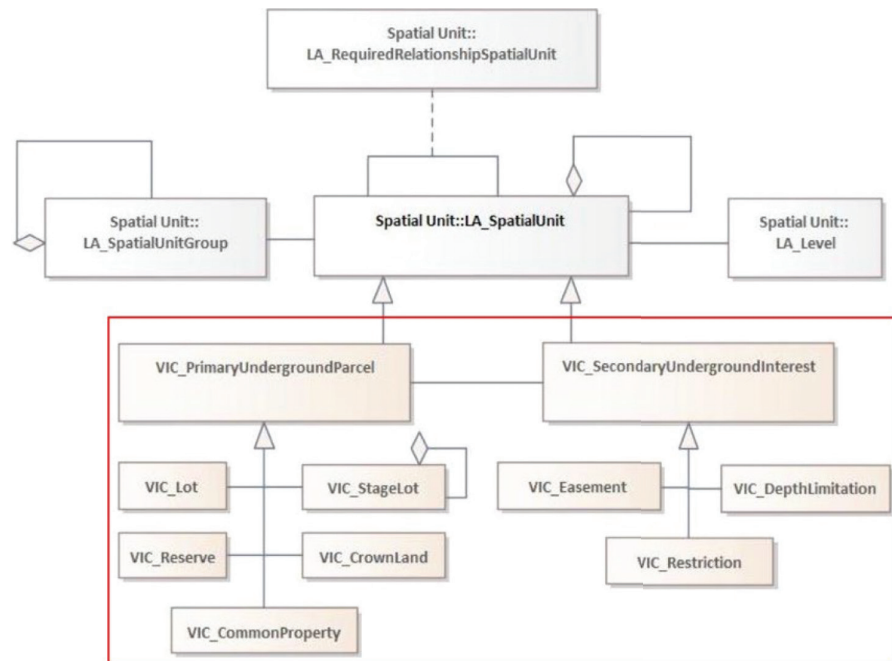 Spatial Unit::
LA_RequiredRelationshipSpatialUnit
Spatial Unit::
LA_SpatialUnitGroup
Spatial Unit::LA_SpatialUnit
Spatial Unit::
LA_Level
VIC_PrimaryUndergroundParcel
VIC_SecondaryUndergroundInterest
VIC_Lot
VIC_StageLot
VIC_Easement
VIC_DepthLimitation
VIC_Reserve
VIC_CrownLand
VIC_Restriction
VIC_CommonProperty